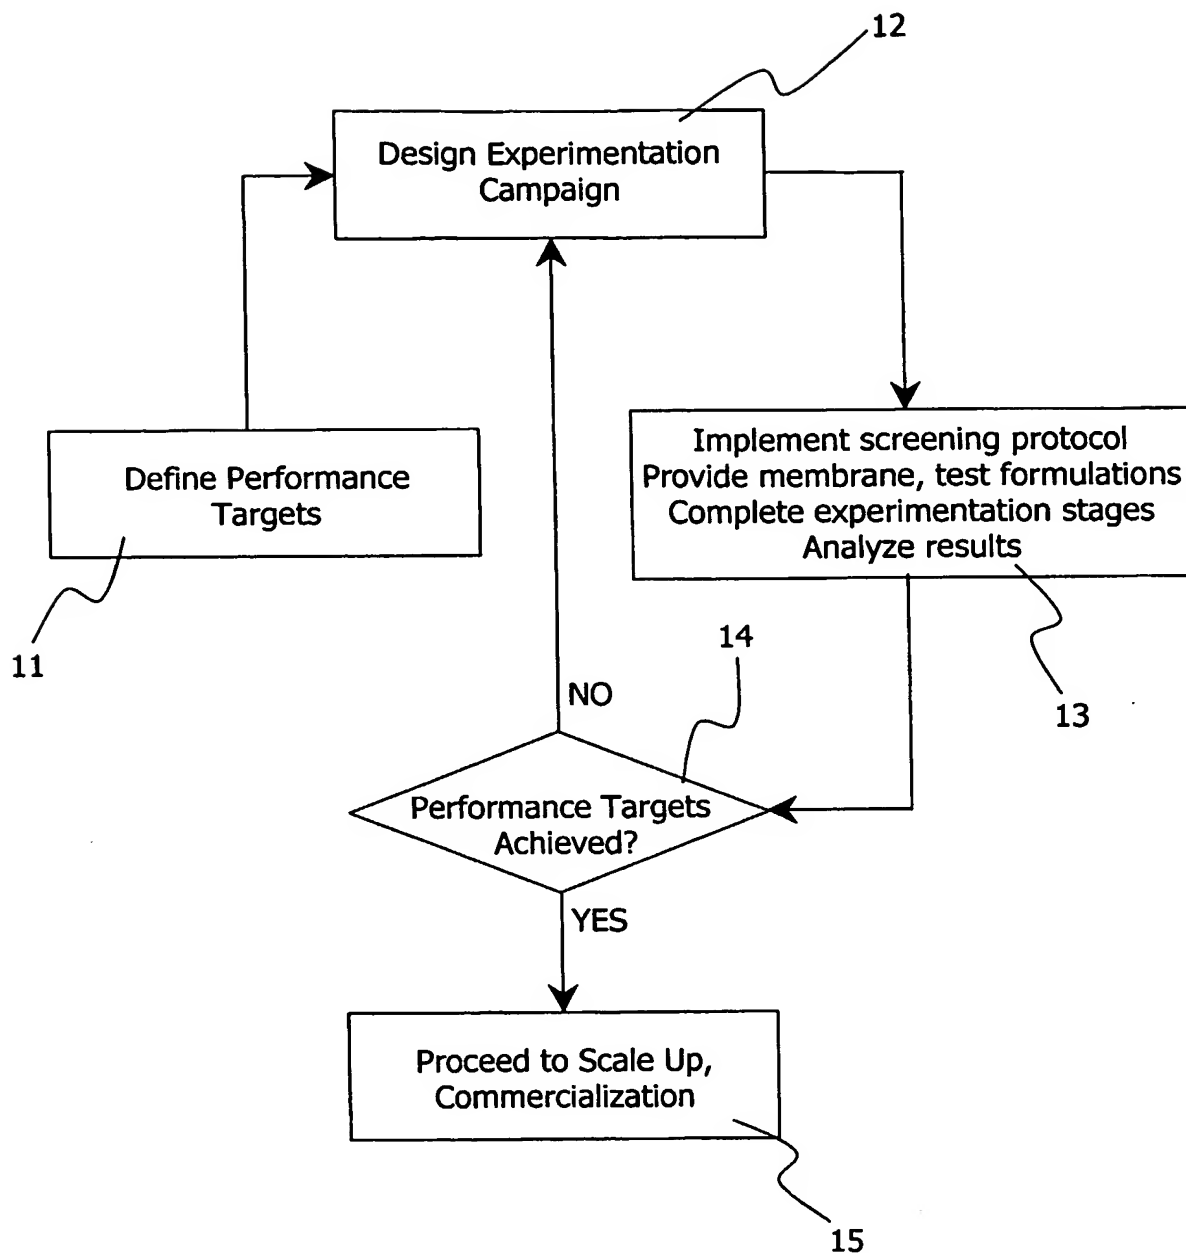 12
Design Experimentation
Campaign
Define Performance
Targets
11
Implement screening protocol
Provide membrane, test formulations
Complete experimentation stages
Analyze results
13
14
NO
Performance Targets
Achieved?
YES
Proceed to Scale Up,
Commercialization
15